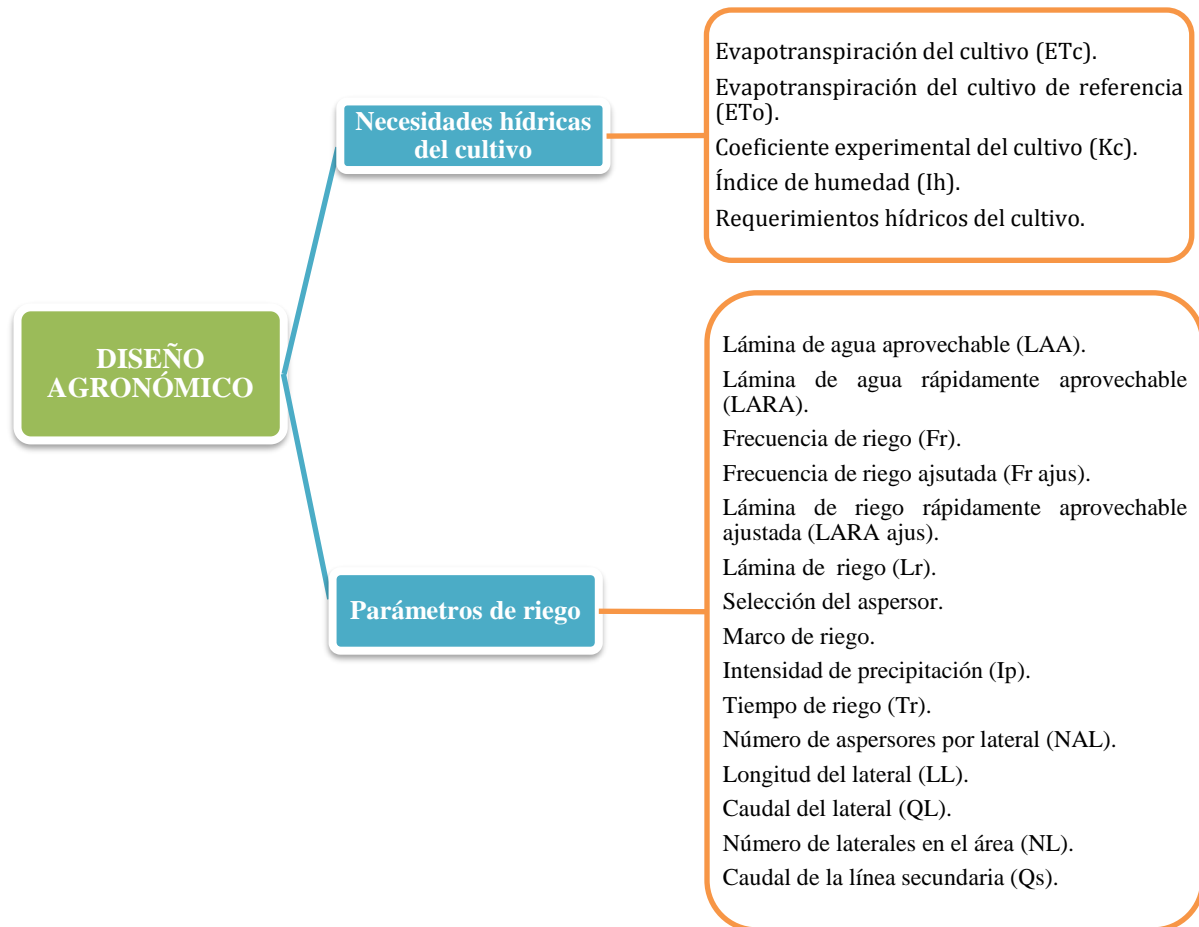 DISEÑO
AGRONÓMICO
Necesidades hídricas
del cultivo
Evapotranspiración del cultivo (ETc).
Evapotranspiración del cultivo de referencia
(ETo).
Coeficiente experimental del cultivo (Kc).
Índice de humedad (Ih).
Requerimientos hídricos del cultivo.
Parámetros de riego
Lámina de agua aprovechable (LAA).
Lámina de agua rápidamente aprovechable
(LARA).
Frecuencia de riego (Fr).
Frecuencia de riego ajsutada (Fr ajus).
Lámina de riego rápidamente aprovechable
ajustada (LARA ajus).
Lámina de riego (Lr).
Selección del aspersor.
Marco de riego.
Intensidad de precipitación (Ip).
Tiempo de riego (Tr).
Número de aspersores por lateral (NAL).
Longitud del lateral (LL).
Caudal del lateral (QL).
Número de laterales en el área (NL).
Caudal de la línea secundaria (Qs).